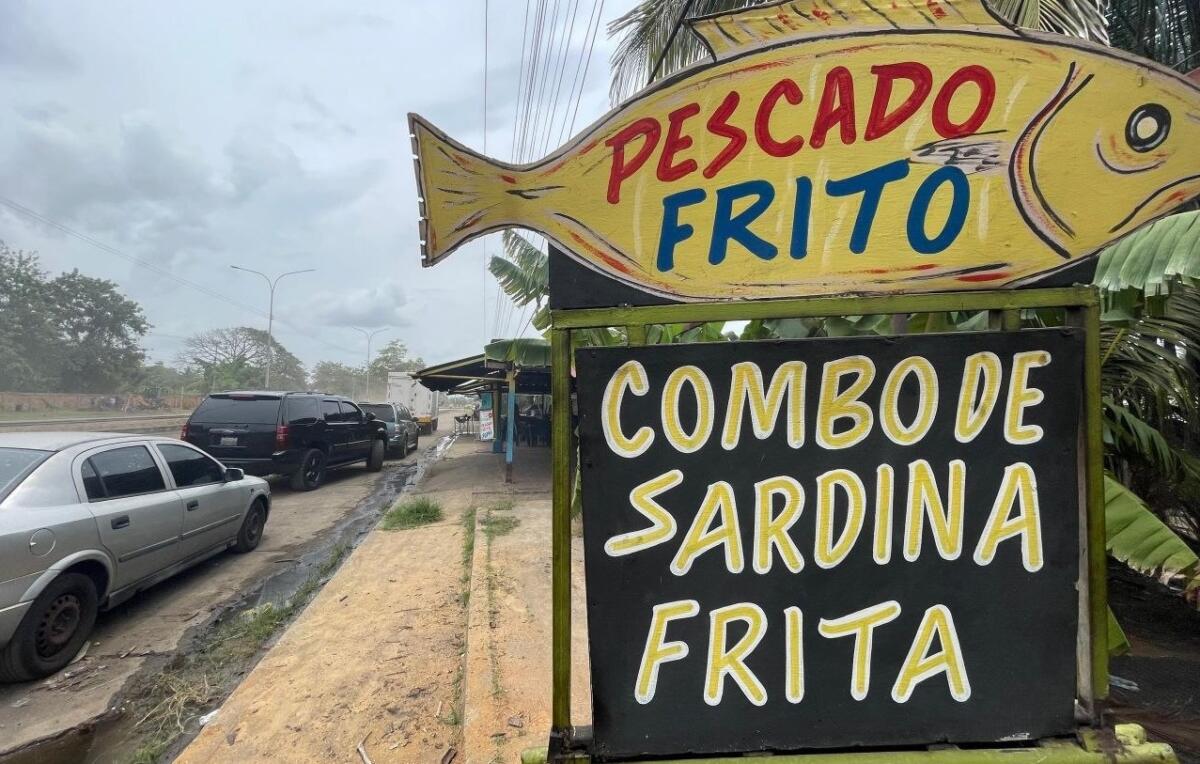 PESCADO
FRITO
COMBO DE
SARDINA
FRITA